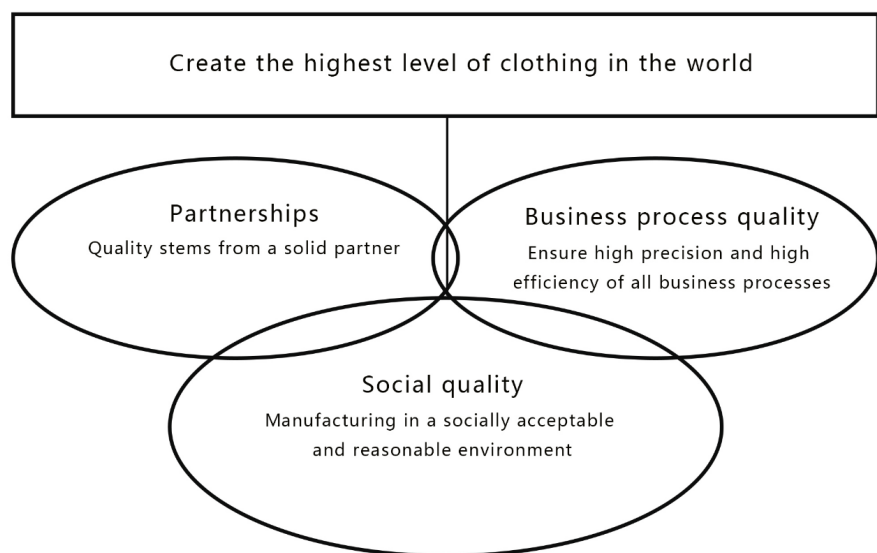 Create the highest level of clothing in the world
Partnerships
Quality stems from a solid partner
Business process quality
Ensure high precision and high
efficiency of all business processes
Social quality
Manufacturing in a socially acceptable
and reasonable environment